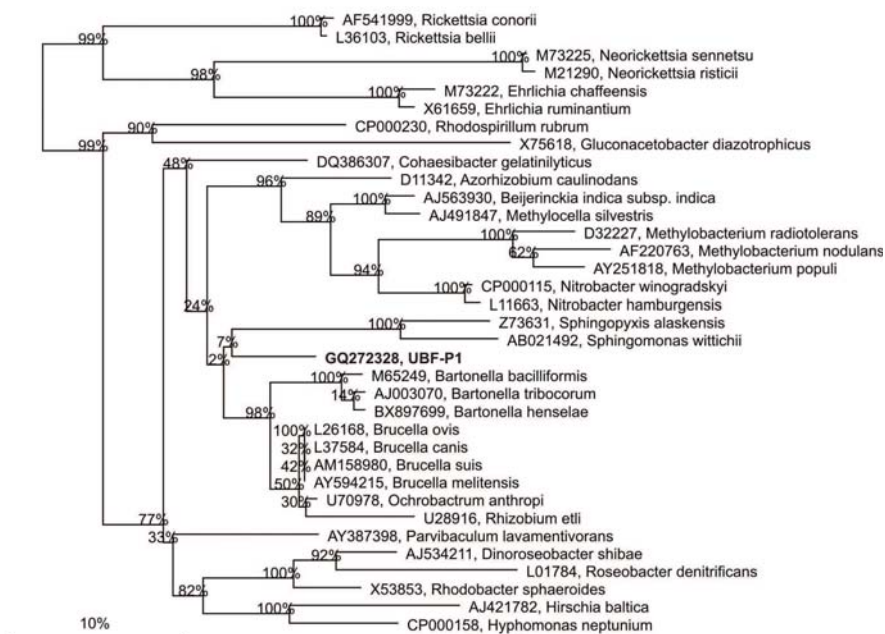 100% AF541999, Rickettsia conorii
L36103, Rickettsia bellii
99%
100% M73225, Neorickettsia sennetsu
M21290, Neorickettsia risticii
98%
100% M73222, Ehrlichia chaffeensis
X61659, Ehrlichia ruminantium
90% CP000230, Rhodospirillum rubrum
99%
X75618, Gluconacetobacter diazotrophicus
48% DQ386307, Cohaesibacter gelatinilyticus
96% D11342, Azorhizobium caulinodans
100% AJ563930, Beijerinckia indica subsp. indica
89% AJ491847, Methylocella silvestris
100% D32227, Methylobacterium radiotolerans
62% AF220763, Methylobacterium nodulans
94% AY251818, Methylobacterium populi
100% CP000115, Nitrobacter winogradskyi
24% L11663, Nitrobacter hamburgensis
100% Z73631, Sphingopyxis alaskensis
7% AB021492, Sphingomonas wittichii
2% GQ272328, UBF-P1
100% M65249, Bartonella bacilliformis
14% AJ003070, Bartonella tribocorum
98% BX897699, Bartonella henselae
100% L26168, Brucella ovis
32% L37584, Brucella canis
42% AM158980, Brucella suis
50% AY594215, Brucella melitensis
30% U70978, Ochrobactrum anthropi
77% U28916, Rhizobium etli
33% AY387398, Parvibaculum lavamentivorans
92% AJ534211, Dinoroseobacter shibae
100% L01784, Roseobacter denitrificans
82% X53853, Rhodobacter sphaeroides
100% AJ421782, Hirschia baltica
10% CP000158, Hyphomonas neptunium